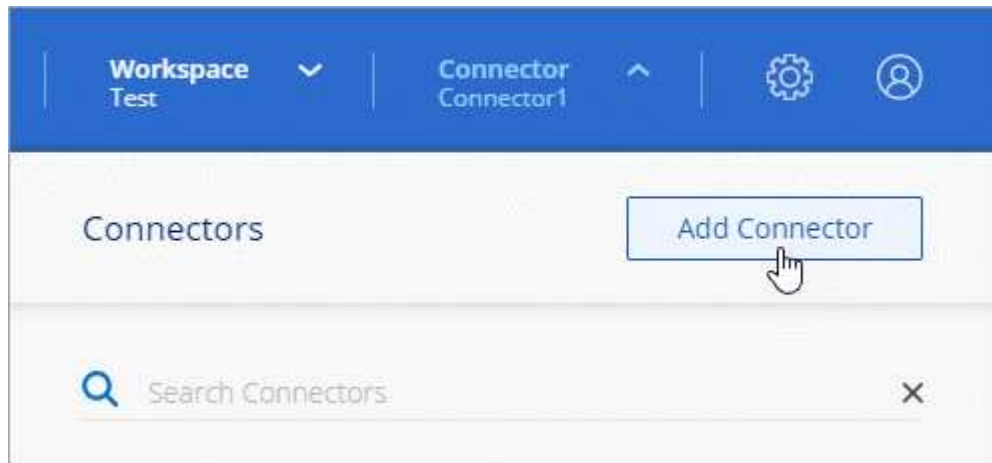 Workspace
Test
Connector
Connector1
Connectors
Add Connector
Search Connectors